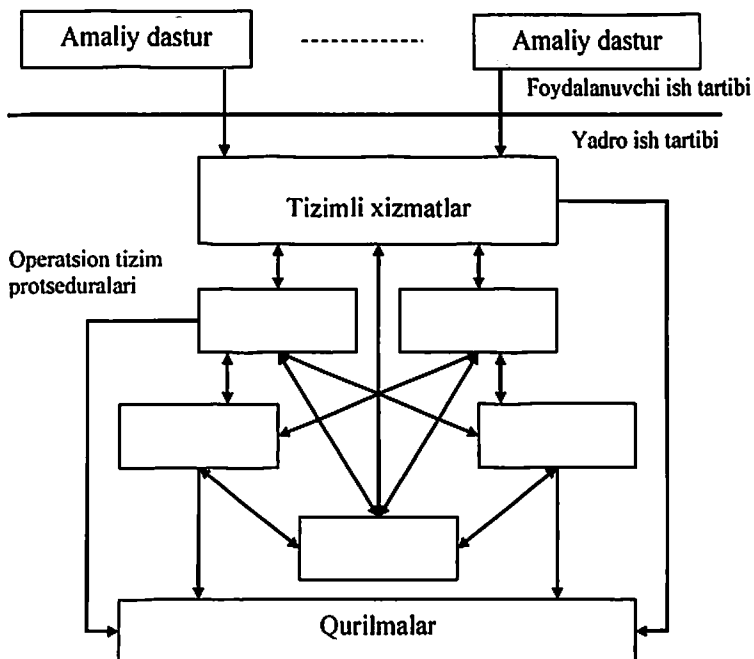 Amaliy dastur
Amaliy dastur
Foydalanuvchi ish tartibi
Yadro ish tartibi
Tizimli xizmatlar
Operatsion tizim
protseduralari
Qurilmalar